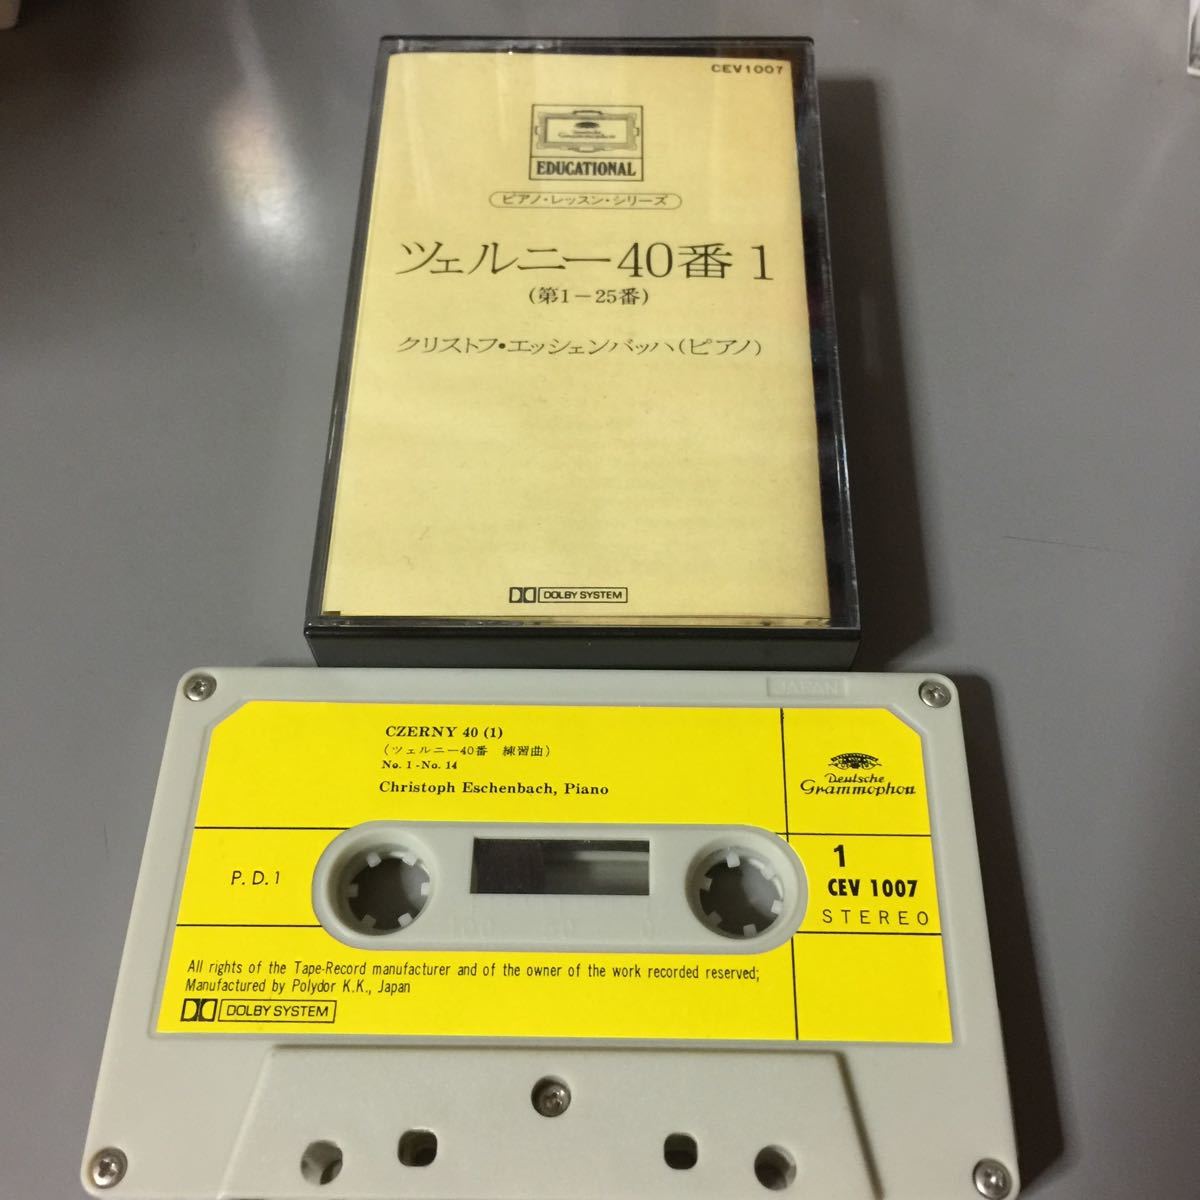 CEV1007
Deutsche
Grammophon
EDUCATIONAL
ピアノ・レッスン・シリーズ
ツェルニー40番 1
(第1－25番)
クリストフ・エッシェンバッハ(ピアノ)
DOLBY SYSTEM
JAPAN
CZERNY 40 (1)
(ツェルニー40番 練習曲)
No. 1 - No. 14
Christoph Eschenbach, Piano
Deutsche
Grammophon
P. D. 1
1
CEV 1007
STEREO
100 50 0
All rights of the Tape-Record manufacturer and of the owner of the work recorded reserved;
Manufactured by Polydor K.K., Japan
DOLBY SYSTEM